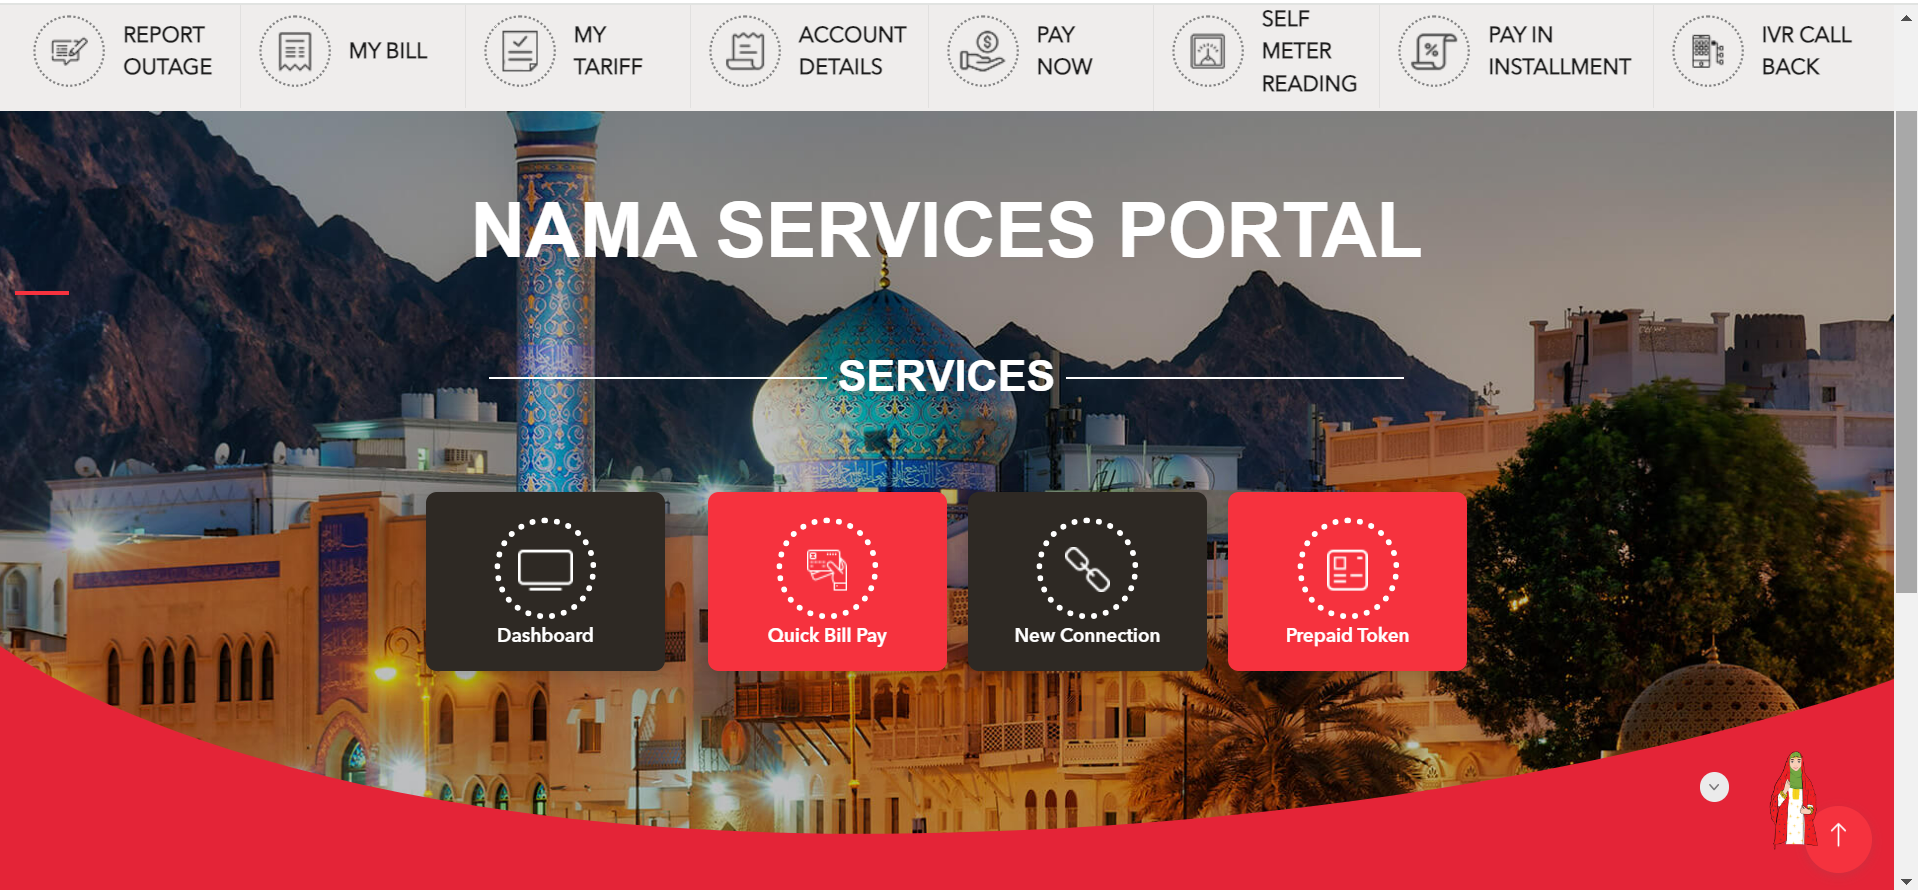 REPORT
OUTAGE
MY BILL
MY
TARIFF
ACCOUNT
DETAILS
PAY
NOW
SELF
METER
READING
PAY IN
INSTALLMENT
IVR CALL
BACK
NAMA SERVICES PORTAL
SERVICES
Dashboard
Quick Bill Pay
New Connection
Prepaid Token